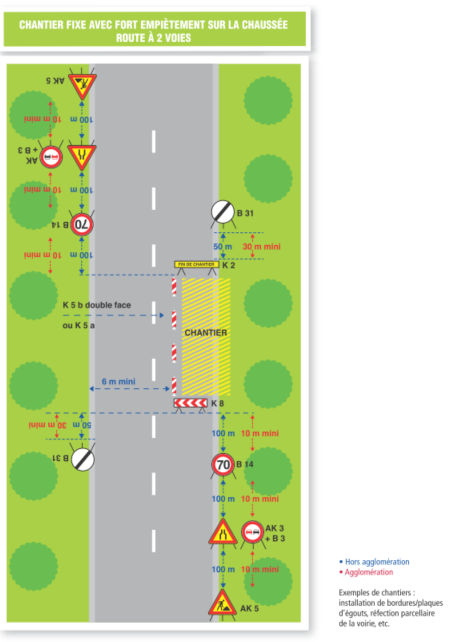 CHANTIER FIXE AVEC FORT EMPIÈTEMENT SUR LA CHAUSSÉE
ROUTE À 2 VOIES
AK 5
100 m 10 m mini
AK
+ B 3
100 m 10 m mini
70 B 14
100 m 10 m mini
B 31
50 m 30 m mini
FIN DE CHANTIER K 2
K 5 b double face
ou K 5 a
CHANTIER
6 m mini
K 8
50 m 30 m mini
B 31
100 m 10 m mini
70 B 14
100 m 10 m mini
AK 3
+ B 3
100 m 10 m mini
AK 5
• Hors agglomération
• Agglomération
Exemples de chantiers :
installation de bordures/plaques
d'égouts, réfection parcellaire
de la voirie, etc.